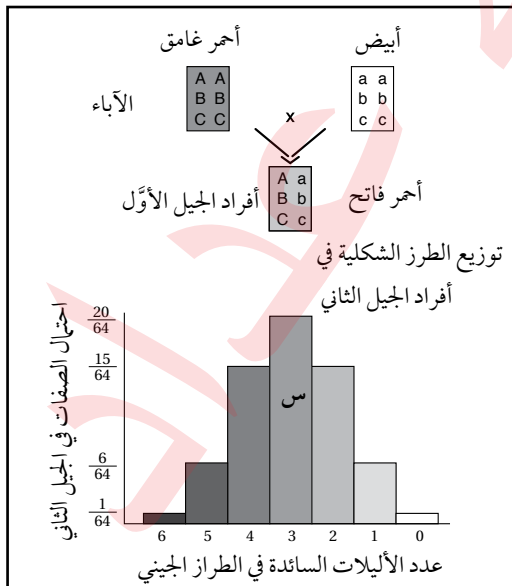 أحمر غامق أبيض
الآباء
A A
B B
C C
x
a a
b b
c c
أفراد الجيل الأوَّل
A a
B b
C c
أحمر فاتح
توزيع الطرز الشكلية في
أفراد الجيل الثاني
احتمال الصفات في الجيل الثاني
20/64
15/64
6/64
1/64
س
6 5 4 3 2 1 0
عدد الأليلات السائدة في الطراز الجيني